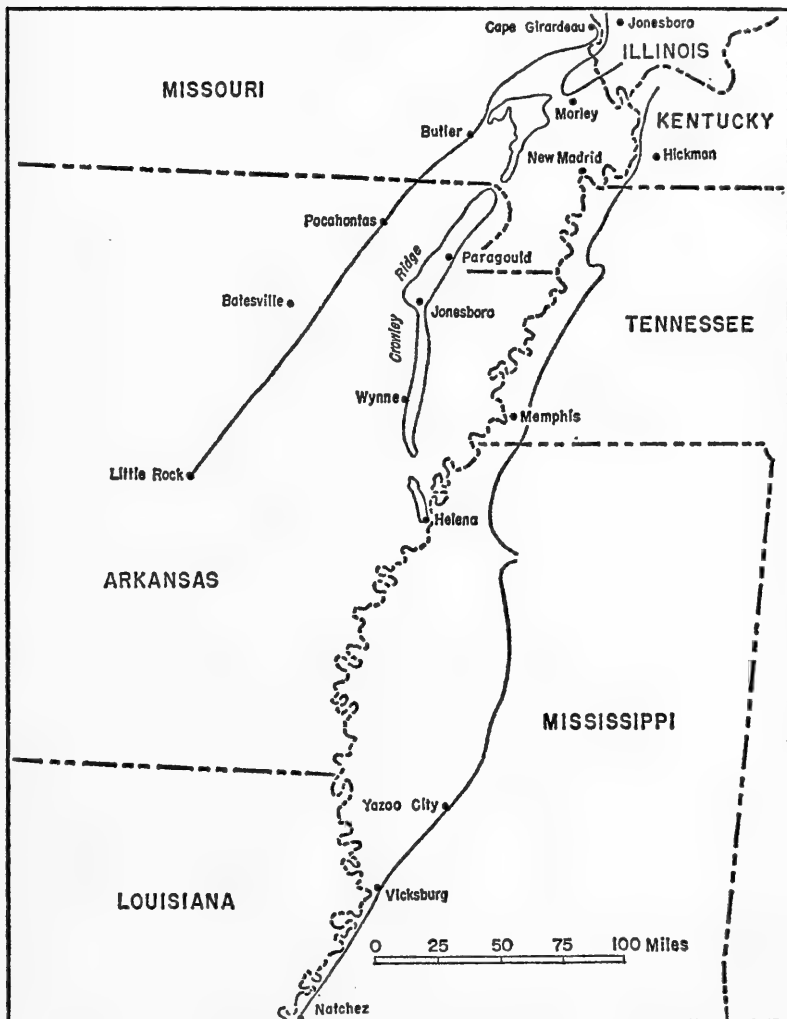 Cape Girardeau
Jonesboro
ILLINOIS
MISSOURI
Morley
KENTUCKY
Butler
New Madrid
Hickman
Pocahontas
Ridge
Paragould
Batesville
Jonesboro
TENNESSEE
Crowley
Wynne
Memphis
Little Rock
Helena
ARKANSAS
MISSISSIPPI
Yazoo City
Vicksburg
LOUISIANA
0 25 50 75 100 Miles
Natchez